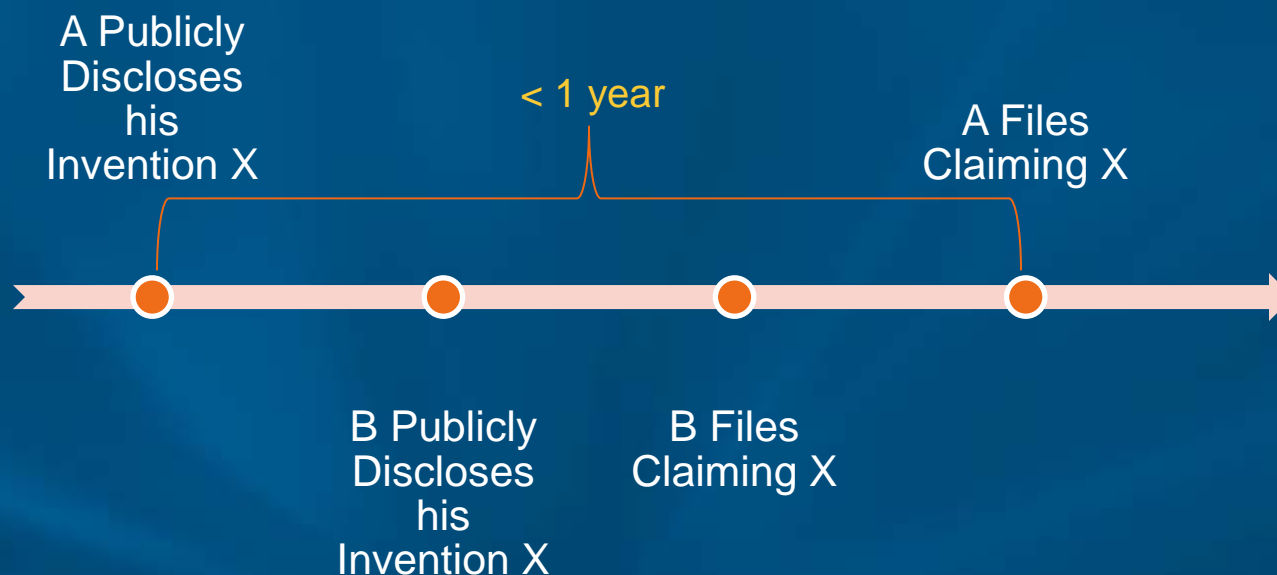 A Publicly
Discloses
his
Invention X
< 1 year
A Files
Claiming X
B Publicly
Discloses
his
Invention X
B Files
Claiming X